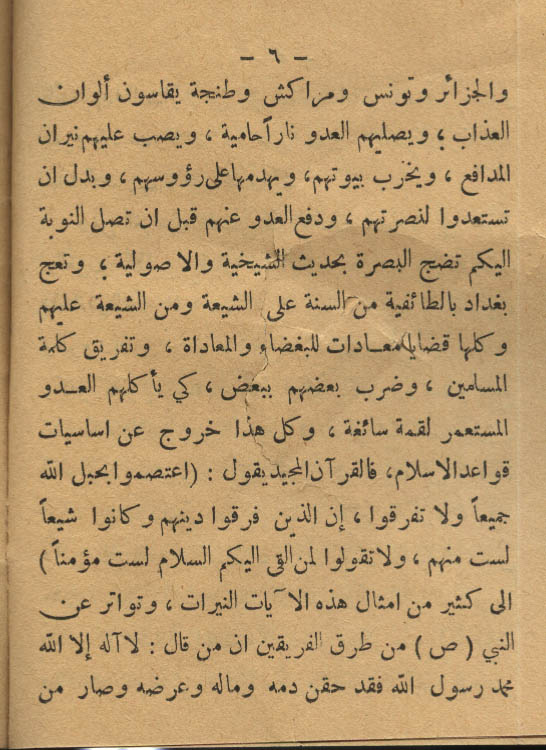 – ٦ –
والجزائر وتونس ومراكش وطنجة يقاسون ألوان
العذاب ؛ ويصليهم العدو ناراً حامية ، ويصب عليهم نيران
المدافع ، ويخرب بيوتهم ، ويهدمها على رؤوسهم ، وبدل ان
تستعدوا لنصرتهم ، ودفع العدو عنهم قبل ان تصل النوبة
اليكم تضج البصرة بحديث الشيخية والاصولية ؛ وتعج
بغداد بالطائفية من السنة على الشيعة ومن الشيعة عليهم
وكلها قضايا معادات للبغضاء والمعاداة ، وتفريق كلمة
المسلمين ، وضرب بعضهم ببعض ، كي يأكلهم العدو
المستعمر لقمة سائغة ، وكل هذا خروج عن اساسيات
قواعد الاسلام ، فالقرآن المجيد يقول : ( اعتصموا بحبل الله
جميعاً ولا تفرقوا ، إن الذين فرقوا دينهم وكانوا شيعاً
لست منهم ، ولا تقولوا لمن القى اليكم السلام لست مؤمناً )
الى كثير من امثال هذه الآيات النيرات ، وتواتر عن
النبي ( ص ) من طرق الفريقين ان من قال : لا آله إلا الله
محمد رسول الله فقد حقن دمه وماله وعرضه وصار من